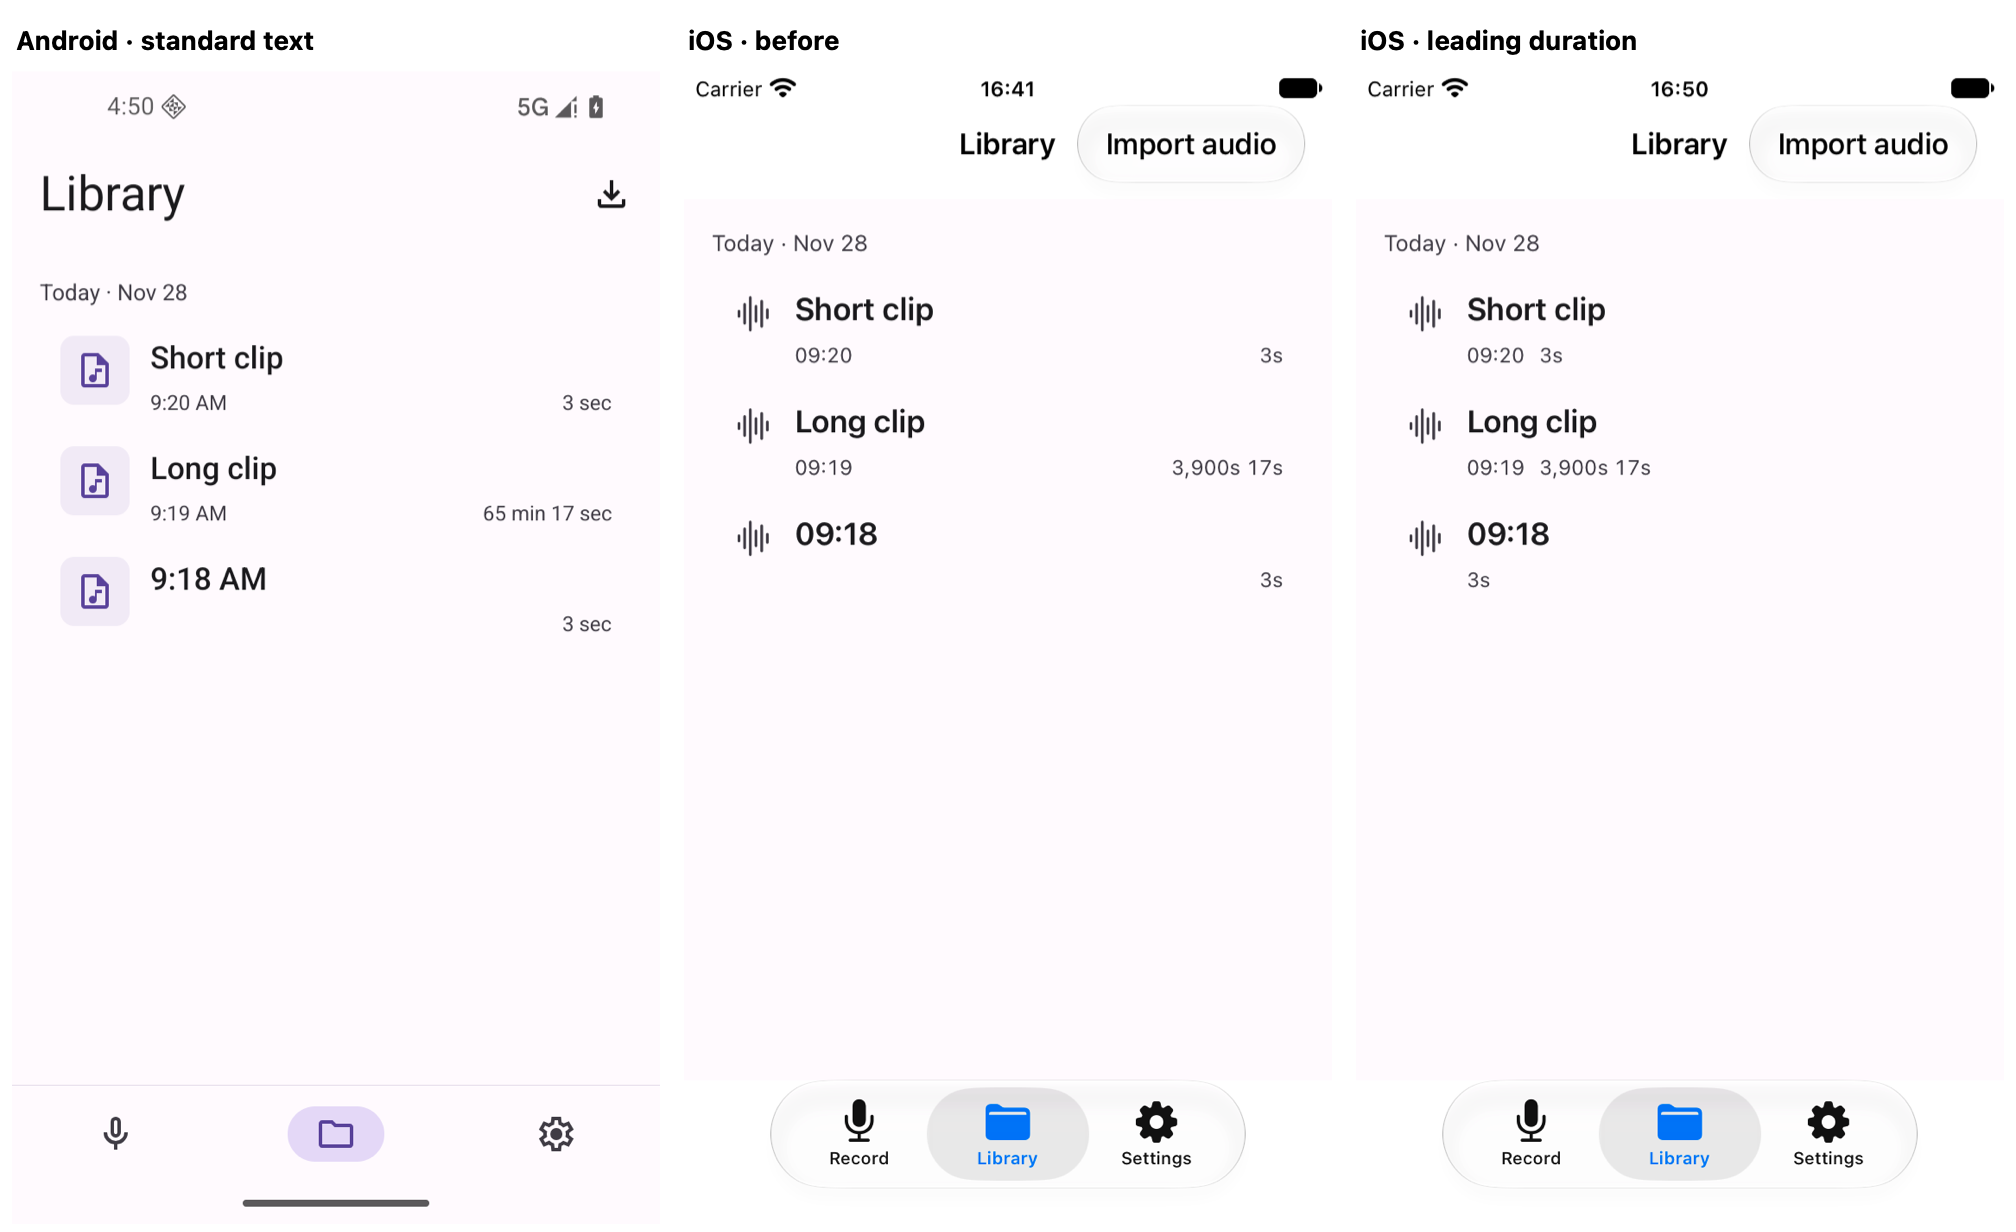 Android · standard text
4:50 5G
Library
Today · Nov 28
Short clip
9:20 AM 3 sec
Long clip
9:19 AM 65 min 17 sec
9:18 AM
3 sec
iOS · before
Carrier 16:41
Library Import audio
Today · Nov 28
Short clip
09:20 3s
Long clip
09:19 3,900s 17s
09:18
3s
Record Library Settings
iOS · leading duration
Carrier 16:50
Library Import audio
Today · Nov 28
Short clip
09:20 3s
Long clip
09:19 3,900s 17s
09:18
3s
Record Library Settings